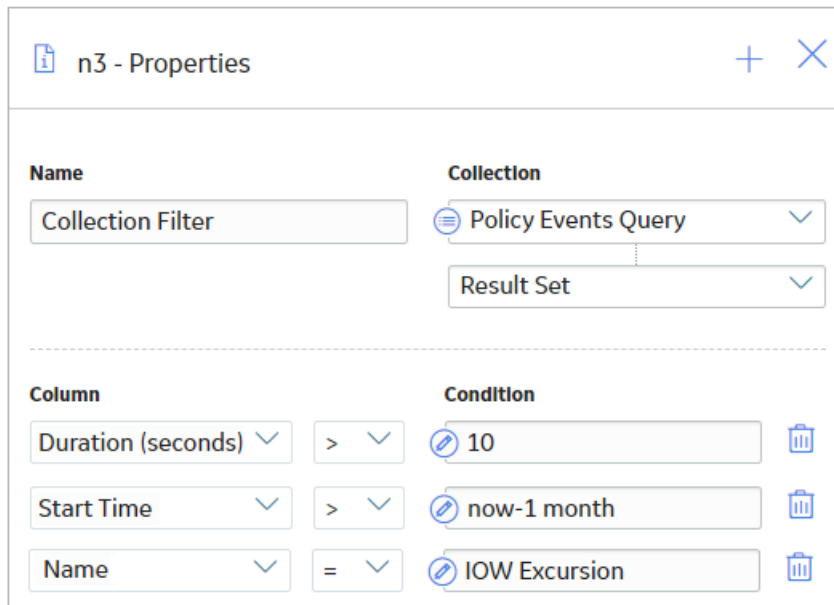 n3 - Properties
Name Collection
Collection Filter Policy Events Query
Result Set
Column Condition
Duration (seconds) > 10
Start Time > now-1 month
Name = IOW Excursion